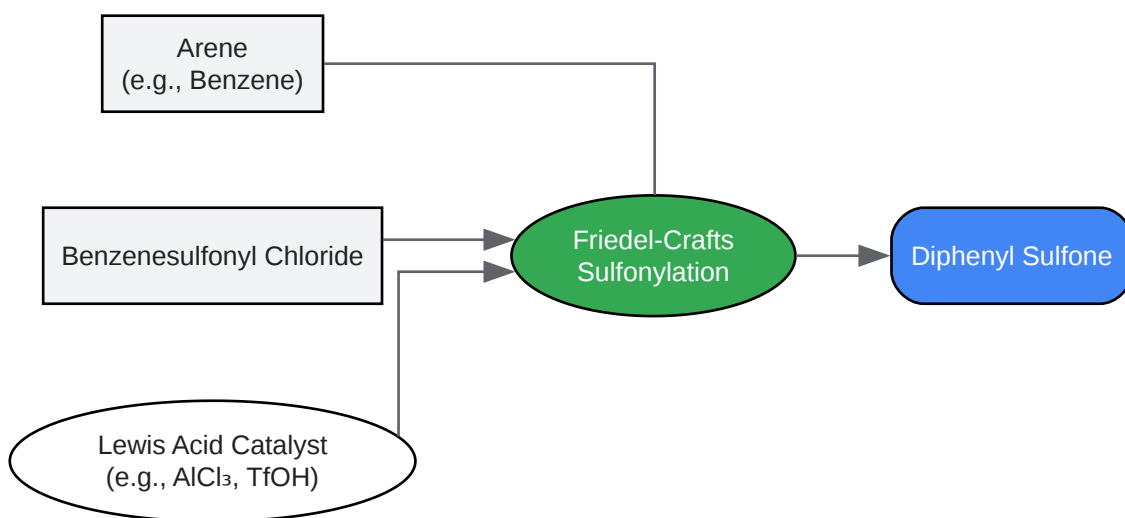 Arene
(e.g., Benzene)
Benzenesulfonyl Chloride
Friedel-Crafts
Sulfonylation
Diphenyl Sulfone
Lewis Acid Catalyst
(e.g., AlCl₃, TfOH)